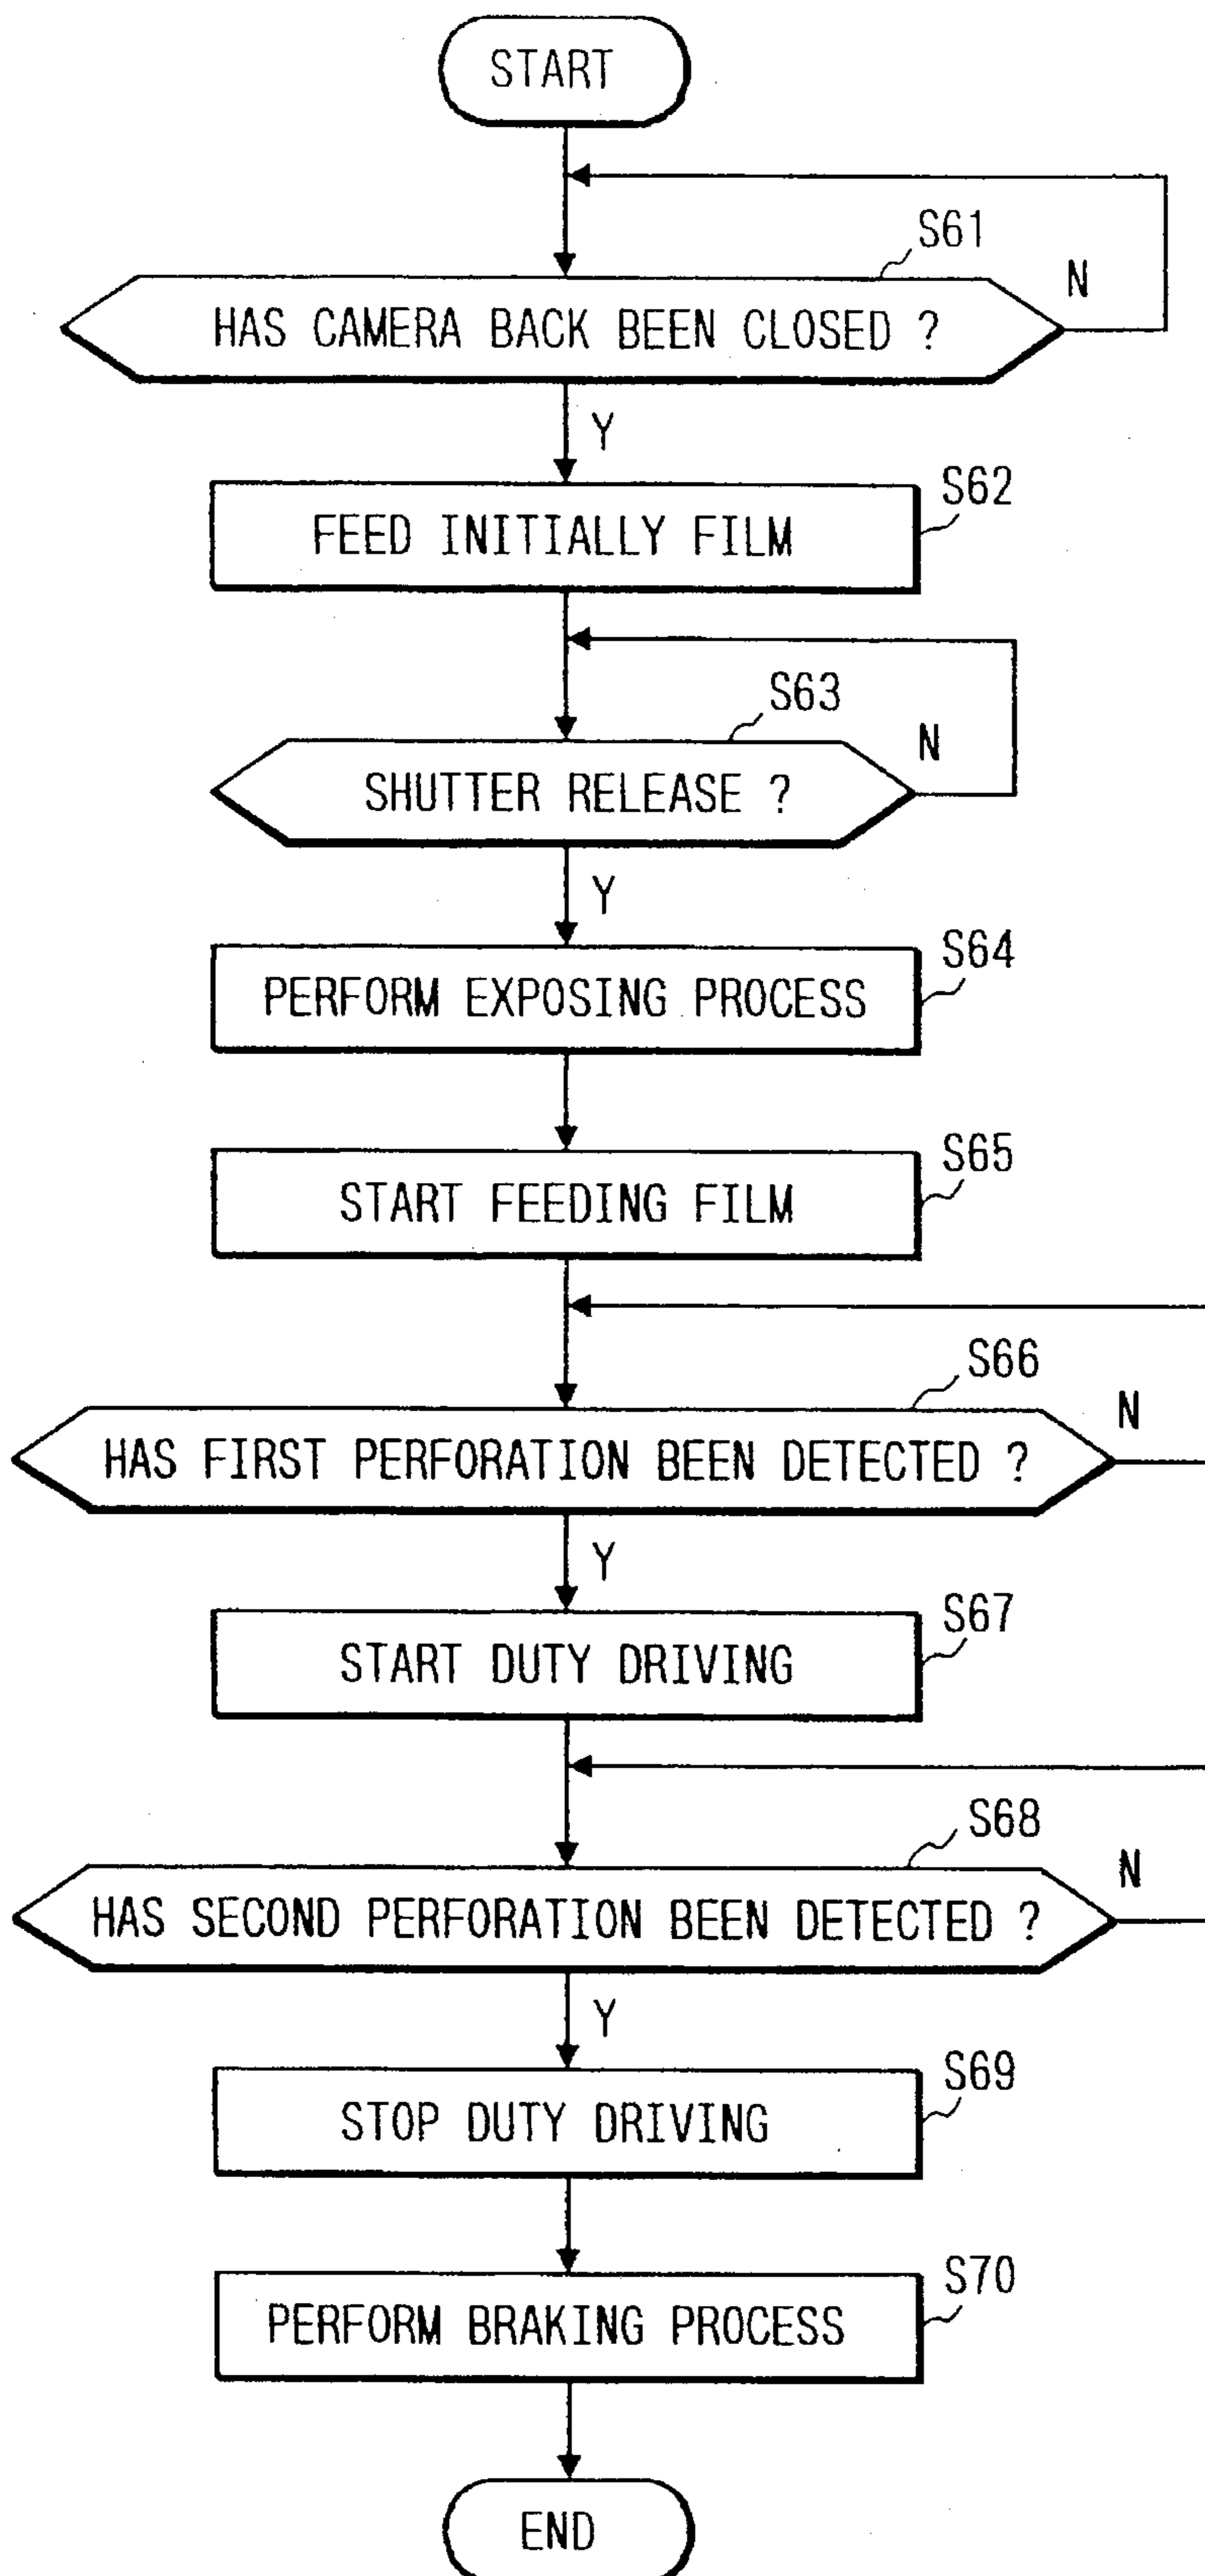 START
S61
N
HAS CAMERA BACK BEEN CLOSED ?
Y
S62
FEED INITIALLY FILM
S63
N
SHUTTER RELEASE ?
Y
S64
PERFORM EXPOSING PROCESS
S65
START FEEDING FILM
S66
N
HAS FIRST PERFORATION BEEN DETECTED ?
Y
S67
START DUTY DRIVING
S68
N
HAS SECOND PERFORATION BEEN DETECTED ?
Y
S69
STOP DUTY DRIVING
S70
PERFORM BRAKING PROCESS
END